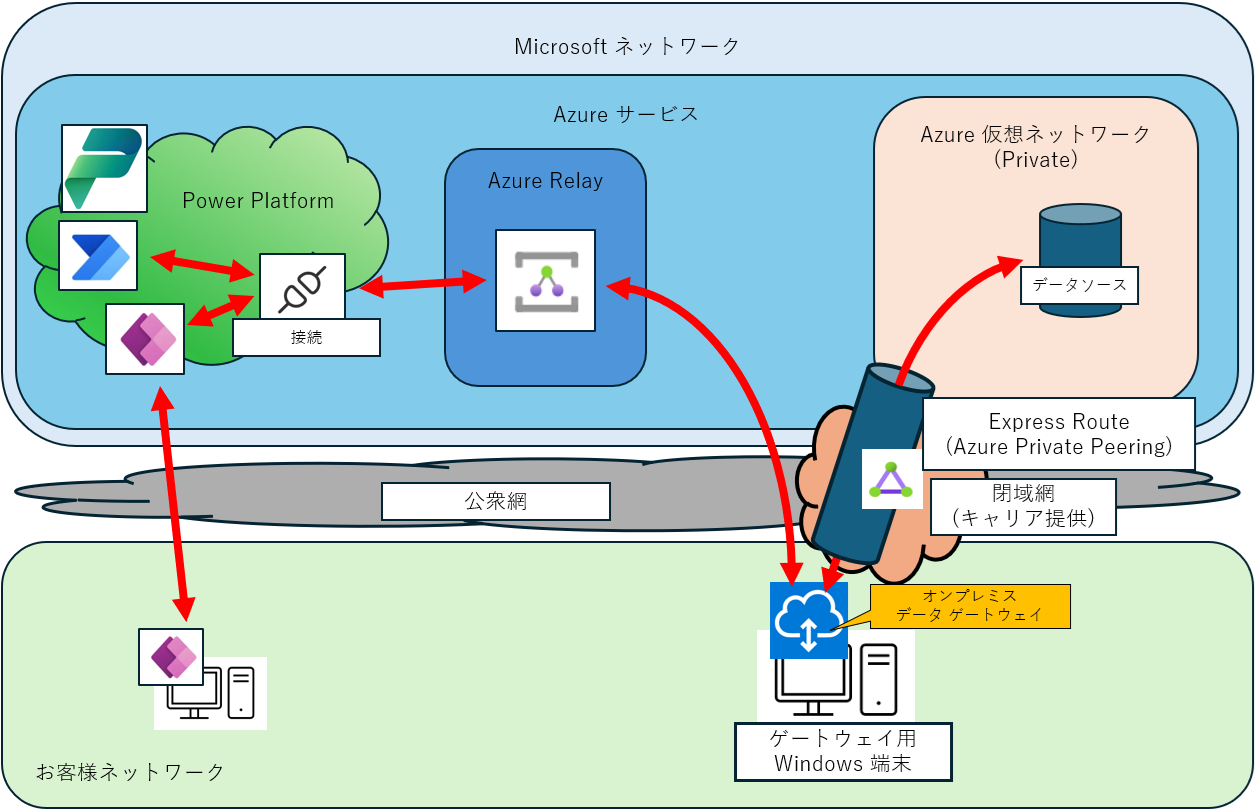 Microsoft ネットワーク
Azure サービス
Power Platform
接続
Azure Relay
Azure 仮想ネットワーク
(Private)
データソース
Express Route
(Azure Private Peering)
閉域網
(キャリア提供)
公衆網
オンプレミス
データ ゲートウェイ
ゲートウェイ用
Windows 端末
お客様ネットワーク